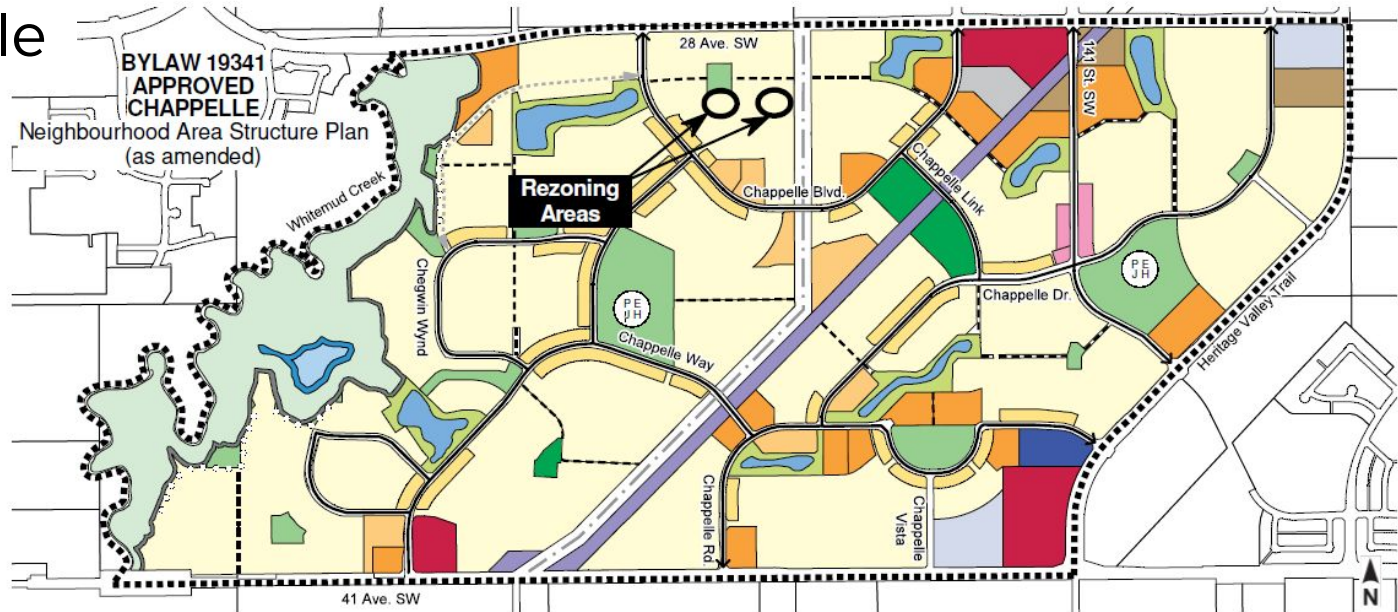 le
BYLAW 19341
APPROVED
CHAPPELLE
Neighbourhood Area Structure Plan
(as amended)
28 Ave. SW
141 St. SW
Whitemud Creek
Rezoning
Areas
Chappelle Blvd.
Chappelle Link
Chegwin Wynd
P E
JH
Chappelle Way
P E
J H
Chappelle Dr.
Heritage Valley Trail
Chappelle Rd.
Chappelle
Vista
41 Ave. SW
N